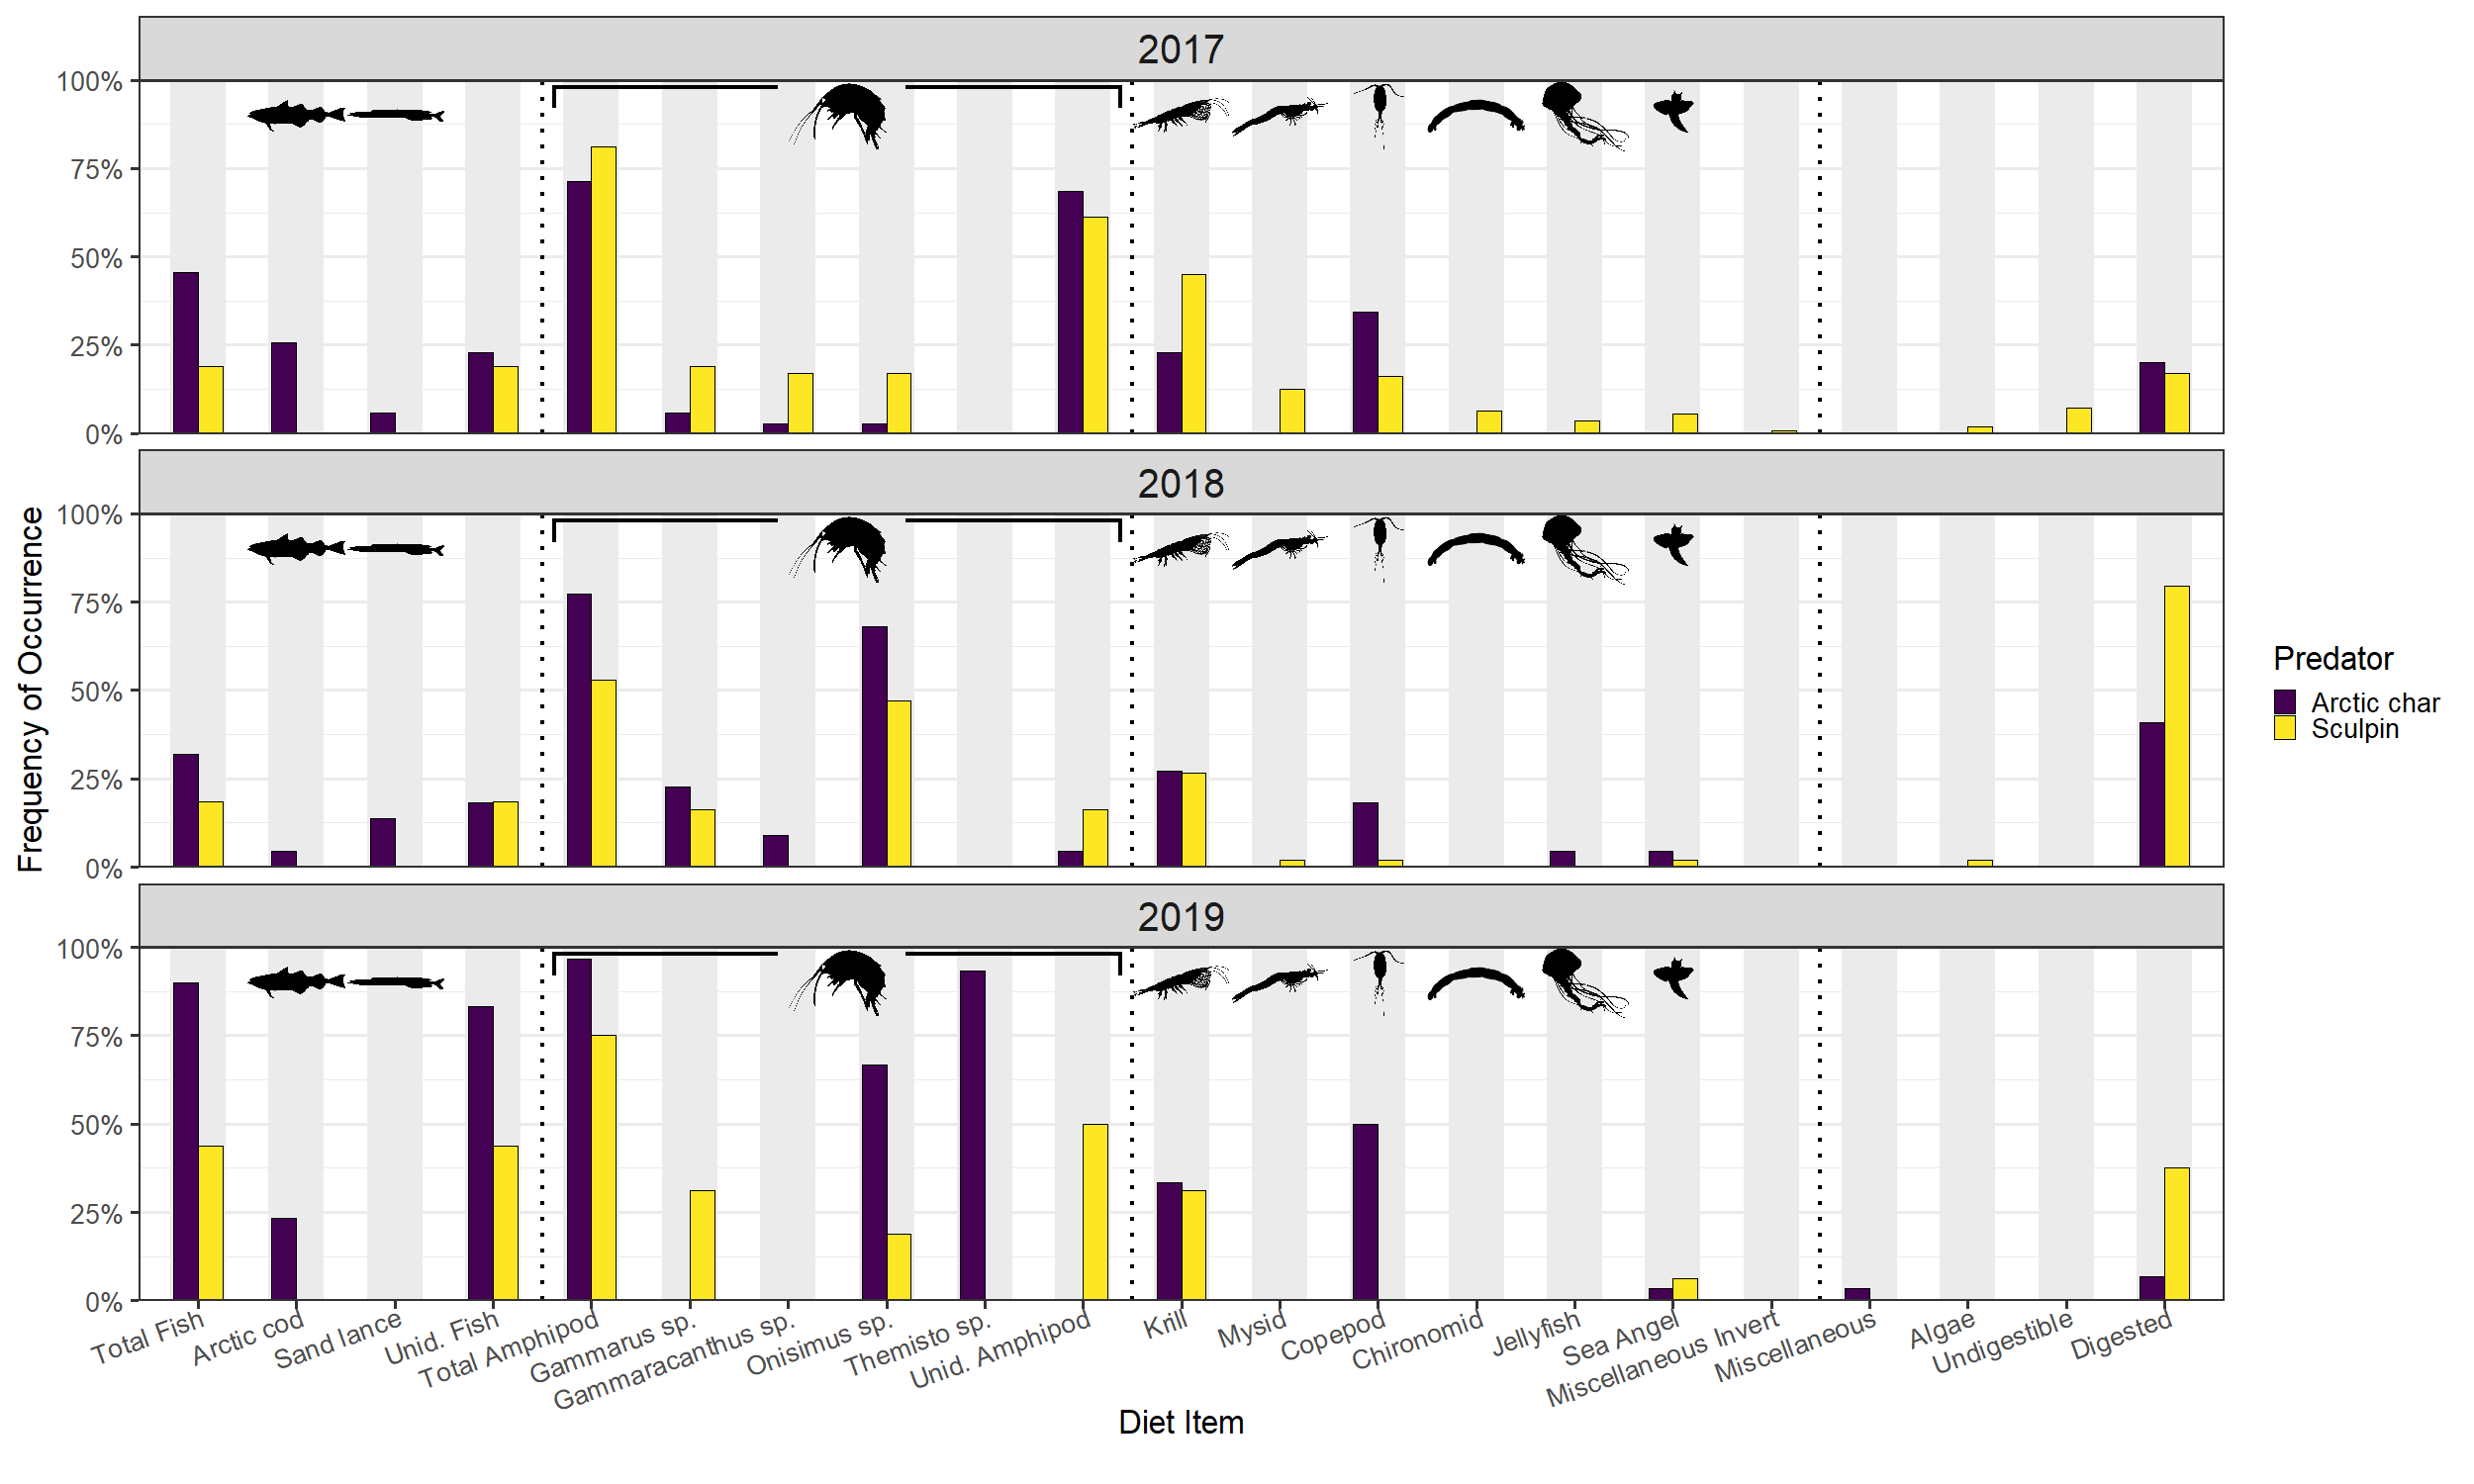 2017
100%
75%
50%
25%
0%
2018
100%
75%
50%
25%
0%
2019
100%
75%
50%
25%
0%
Frequency of Occurrence
Total Fish
Arctic cod
Sand lance
Unid. Fish
Total Amphipod
Gammarus sp.
Gammaracanthus sp.
Onisimus sp.
Themisto sp.
Unid. Amphipod
Krill
Mysid
Copepod
Chironomid
Jellyfish
Sea Angel
Miscellaneous Invert
Miscellaneous
Algae
Undigestible
Digested
Diet Item
Predator
Arctic char
Sculpin